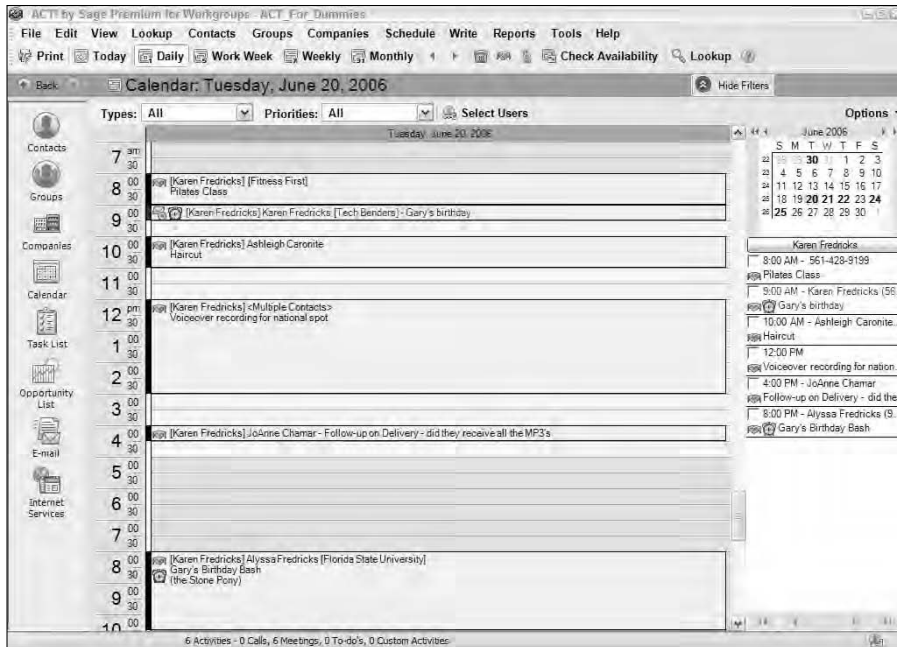 ACT! by Sage Premium for Workgroups - ACT_For_Dummies
File Edit View Lookup Contacts Groups Companies Schedule Write Reports Tools Help
Print Today Daily Work Week Weekly Monthly Check Availability Lookup
Back Calendar: Tuesday, June 20, 2006 Hide Filters
Types: All Priorities: All Select Users Options
Contacts
Groups
Companies
Calendar
Task List
Opportunity
List
E-mail
Internet
Services
Tuesday, June 20, 2006
7 am
30
8 00
30
[Karen Fredricks] [Fitness First]
Pilates Class
9 00
30
[Karen Fredricks] Karen Fredricks [Tech Benders] - Gary's birthday
10 00
30
[Karen Fredricks] Ashleigh Caronite
Haircut
11 00
30
12 pm
30
[Karen Fredricks] <Multiple Contacts>
Voiceover recording for national spot
1 00
30
2 00
30
3 00
30
4 00
30
[Karen Fredricks] JoAnne Chamar - Follow-up on Delivery - did they receive all the MP3's
5 00
30
6 00
30
7 00
30
8 00
30
[Karen Fredricks] Alyssa Fredricks [Florida State University]
Gary's Birthday Bash
(the Stone Pony)
9 00
30
10 00
June 2006
S M T W T F S
22 30 1 2 3
23 4 5 6 7 8 9 10
24 11 12 13 14 15 16 17
25 18 19 20 21 22 23 24
26 25 26 27 28 29 30 1
Karen Fredricks
8:00 AM - 561-428-9199
Pilates Class
9:00 AM - Karen Fredricks (56
Gary's birthday
10:00 AM - Ashleigh Caronite...
Haircut
12:00 PM
Voiceover recording for nation...
4:00 PM - JoAnne Chamar
Follow-up on Delivery - did the
8:00 PM - Alyssa Fredricks (9...
Gary's Birthday Bash
6 Activities - 0 Calls, 6 Meetings, 0 To-do's, 0 Custom Activities